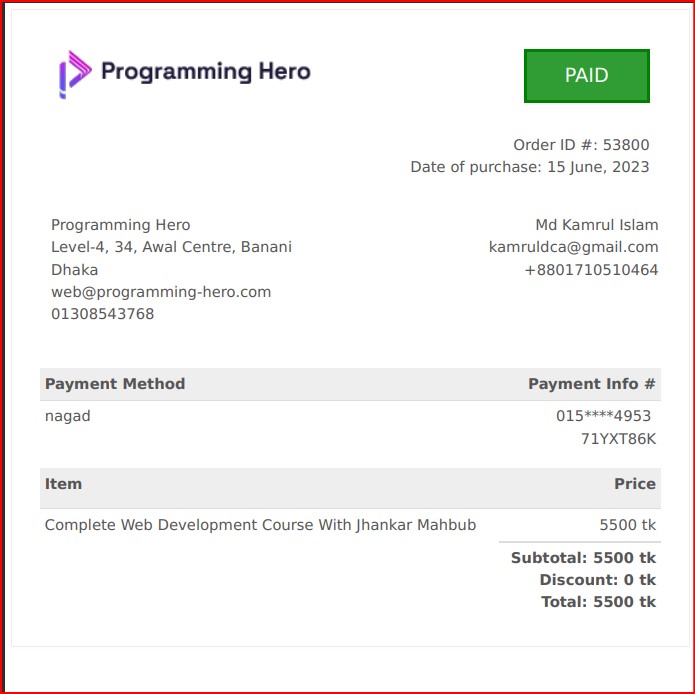 Programming Hero
PAID
Order ID #: 53800
Date of purchase: 15 June, 2023
Programming Hero
Level-4, 34, Awal Centre, Banani
Dhaka
web@programming-hero.com
01308543768
Md Kamrul Islam
kamruldca@gmail.com
+8801710510464
Payment Method Payment Info #
nagad 015****4953
71YXT86K
Item Price
Complete Web Development Course With Jhankar Mahbub 5500 tk
Subtotal: 5500 tk
Discount: 0 tk
Total: 5500 tk